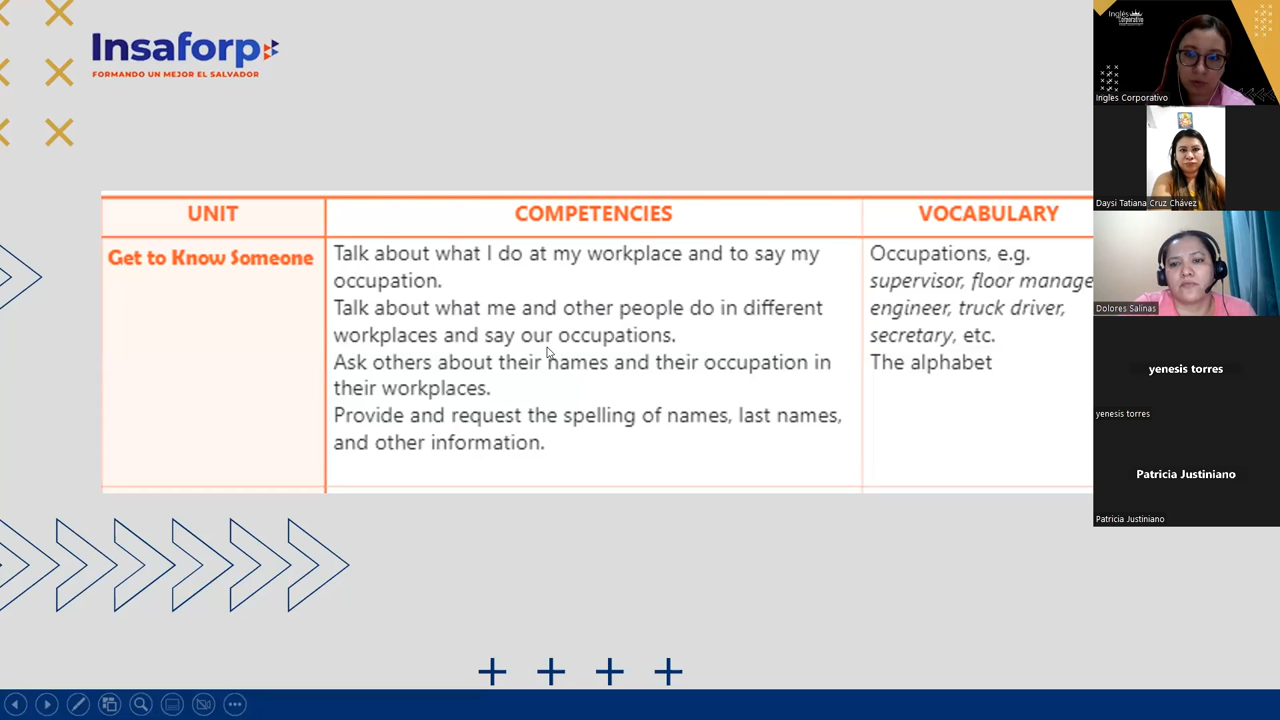 Insaforp
FORMANDO UN MEJOR EL SALVADOR
UNIT
COMPETENCIES
VOCABULARY
Get to Know Someone
Talk about what I do at my workplace and to say my
occupation.
Talk about what me and other people do in different
workplaces and say our occupations.
Ask others about their names and their occupation in
their workplaces.
Provide and request the spelling of names, last names,
and other information.
Occupations, e.g.
supervisor, floor manage
engineer, truck driver,
secretary, etc.
The alphabet
Inglés
Corporativo
Ingles Corporativo
Daysi Tatiana Cruz Chávez
Dolores Salinas
yenesis torres
yenesis torres
Patricia Justiniano
Patricia Justiniano